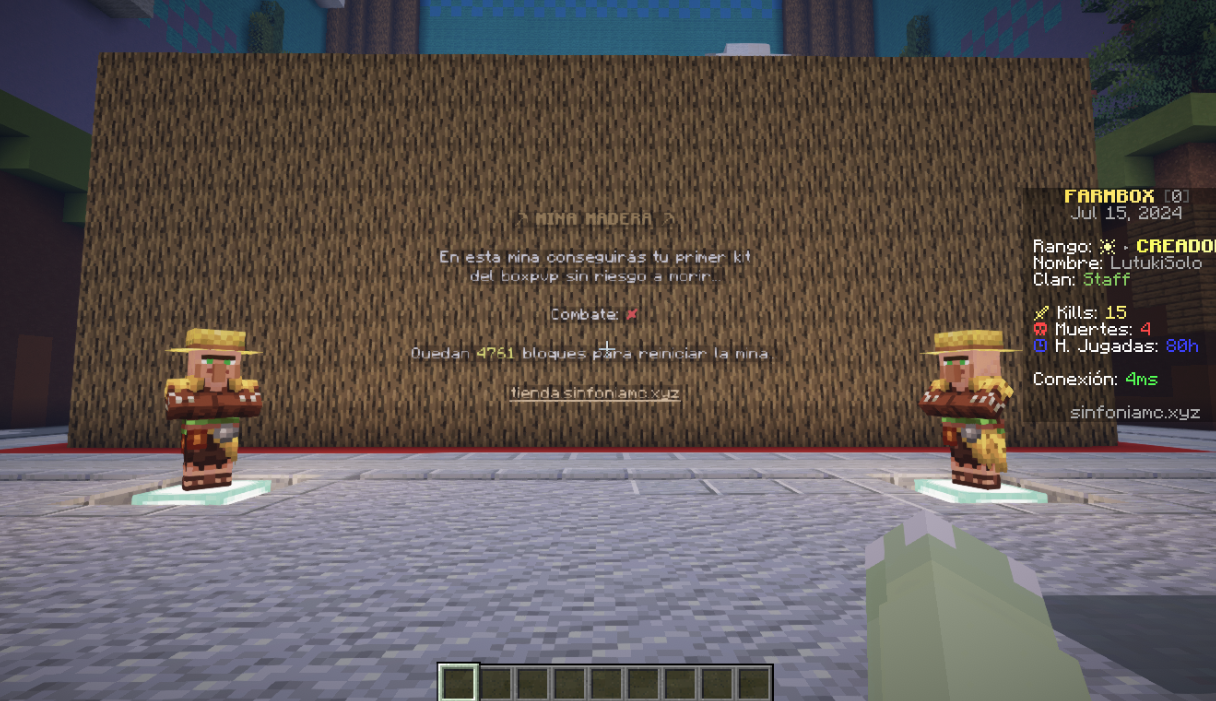 MINA MADERA
En esta mina conseguirás tu primer kit
del boxpvp sin riesgo a morir...
Combate: ✘
Quedan 4761 bloques para reiniciar la mina.
tienda.sinfoniamc.xyz
FARMBOX [0]
Jul 15, 2024
Rango: ☀ - CREADO
Nombre: LutukiSolo
Clan: Staff
Kills: 15
Muertes: 4
H. Jugadas: 80h
Conexión: 4ms
sinfoniamc.xyz